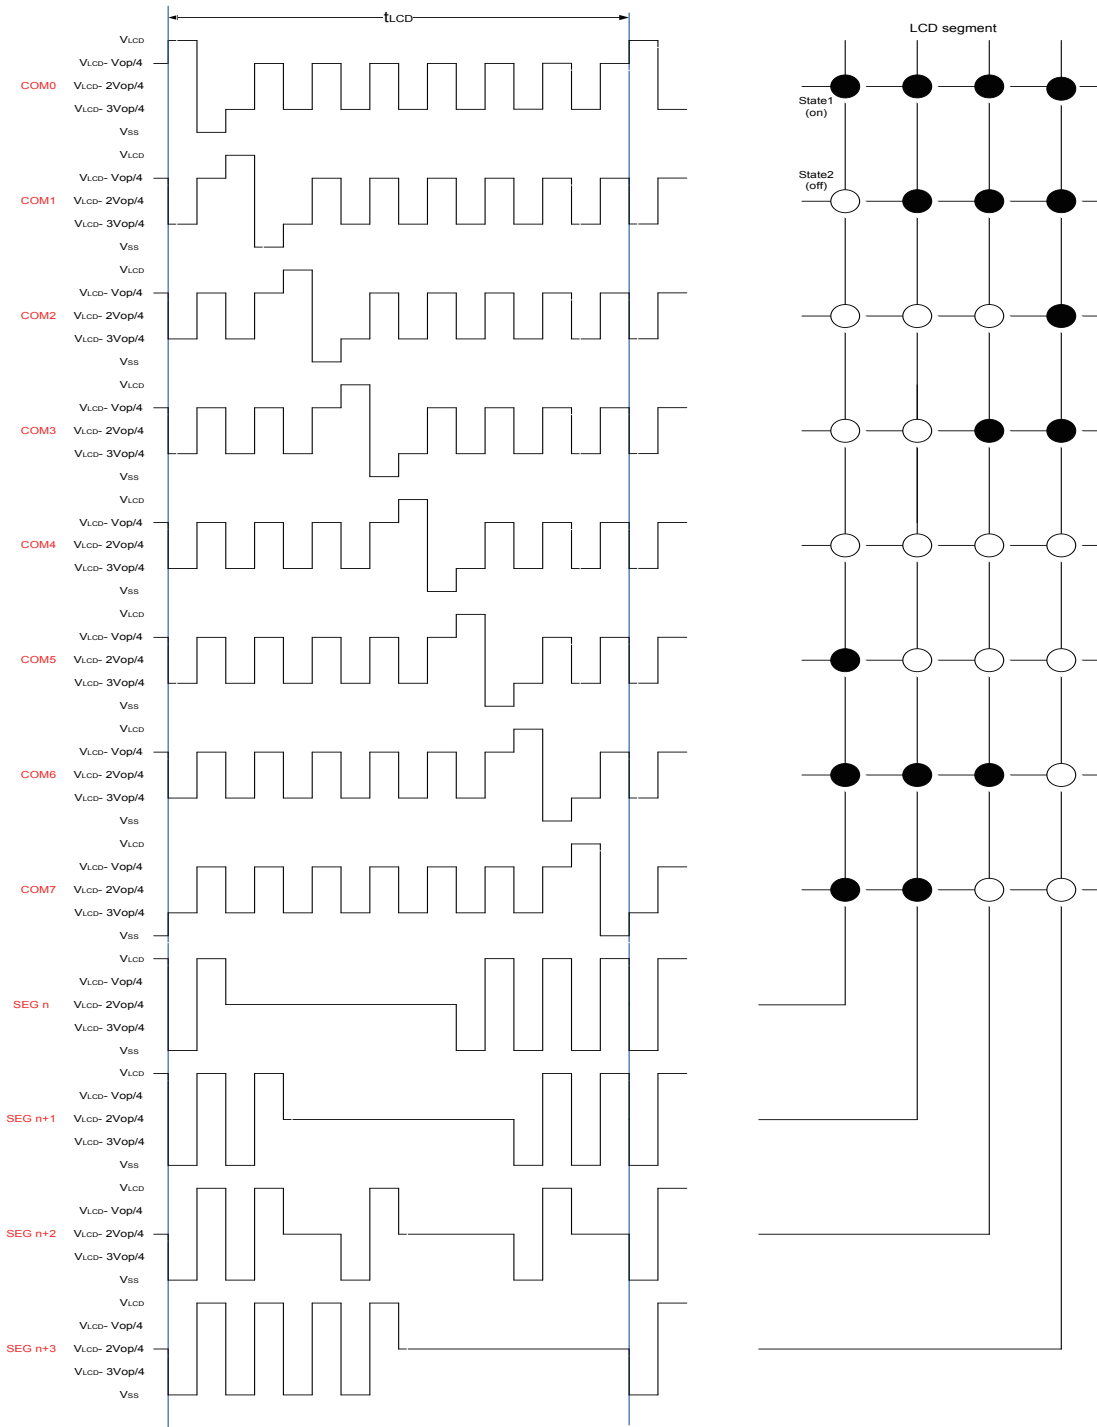 tLCD
LCD segment
VLCD
VLCD- Vop/4
COM0 VLCD- 2Vop/4
VLCD- 3Vop/4
VSS
State1
(on)
VLCD
VLCD- Vop/4
COM1 VLCD- 2Vop/4
VLCD- 3Vop/4
VSS
State2
(off)
VLCD
VLCD- Vop/4
COM2 VLCD- 2Vop/4
VLCD- 3Vop/4
VSS
VLCD
VLCD- Vop/4
COM3 VLCD- 2Vop/4
VLCD- 3Vop/4
VSS
VLCD
VLCD- Vop/4
COM4 VLCD- 2Vop/4
VLCD- 3Vop/4
VSS
VLCD
VLCD- Vop/4
COM5 VLCD- 2Vop/4
VLCD- 3Vop/4
VSS
VLCD
VLCD- Vop/4
COM6 VLCD- 2Vop/4
VLCD- 3Vop/4
VSS
VLCD
VLCD- Vop/4
COM7 VLCD- 2Vop/4
VLCD- 3Vop/4
VSS
VLCD
VLCD- Vop/4
SEG n VLCD- 2Vop/4
VLCD- 3Vop/4
VSS
VLCD
VLCD- Vop/4
SEG n+1 VLCD- 2Vop/4
VLCD- 3Vop/4
VSS
VLCD
VLCD- Vop/4
SEG n+2 VLCD- 2Vop/4
VLCD- 3Vop/4
VSS
VLCD
VLCD- Vop/4
SEG n+3 VLCD- 2Vop/4
VLCD- 3Vop/4
VSS